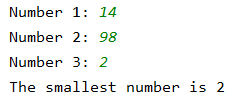 Number 1: 14
Number 2: 98
Number 3: 2
The smallest number is 2